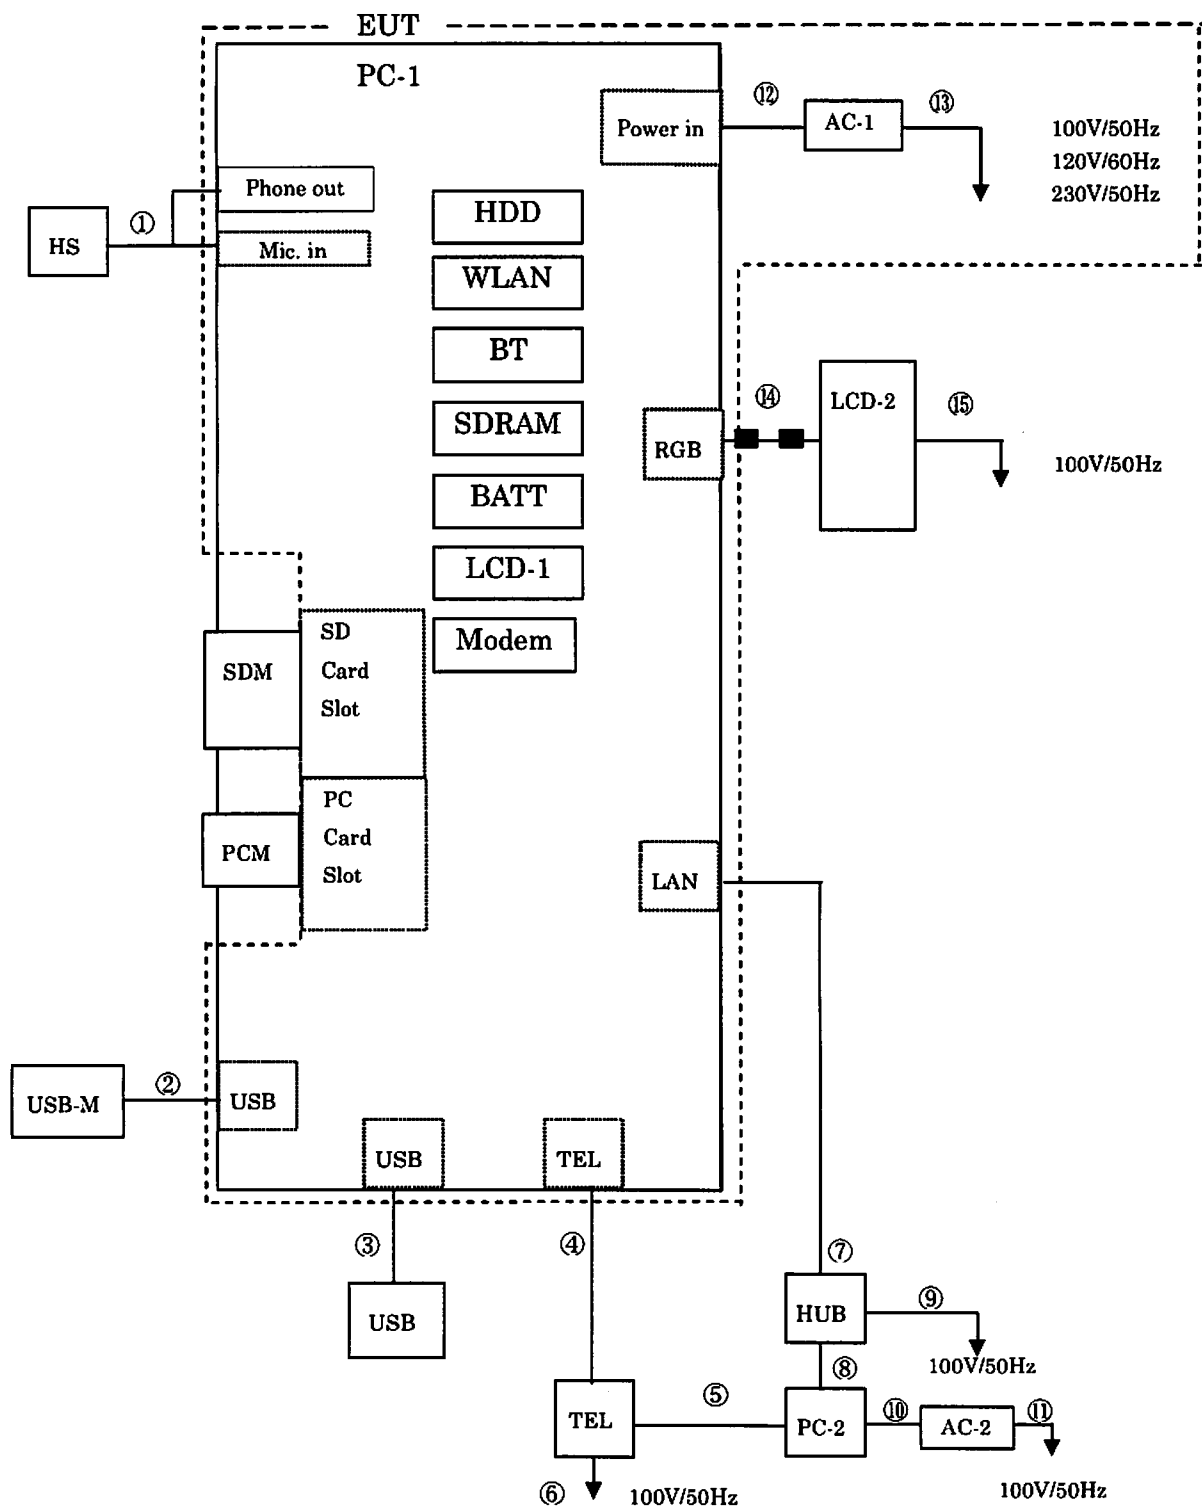 EUT
PC-1
Power in
⑫
AC-1
⑬
100V/50Hz
120V/60Hz
230V/50Hz
Phone out
Mic. in
HS
①
HDD
WLAN
BT
SDRAM
BATT
LCD-1
Modem
RGB
⑭
LCD-2
⑮
100V/50Hz
SDM
SD
Card
Slot
PCM
PC
Card
Slot
LAN
USB-M
②
USB
USB
TEL
③
④
⑦
USB
HUB
⑨
100V/50Hz
⑧
TEL
⑤
PC-2
⑩
AC-2
⑪
⑥
100V/50Hz
100V/50Hz